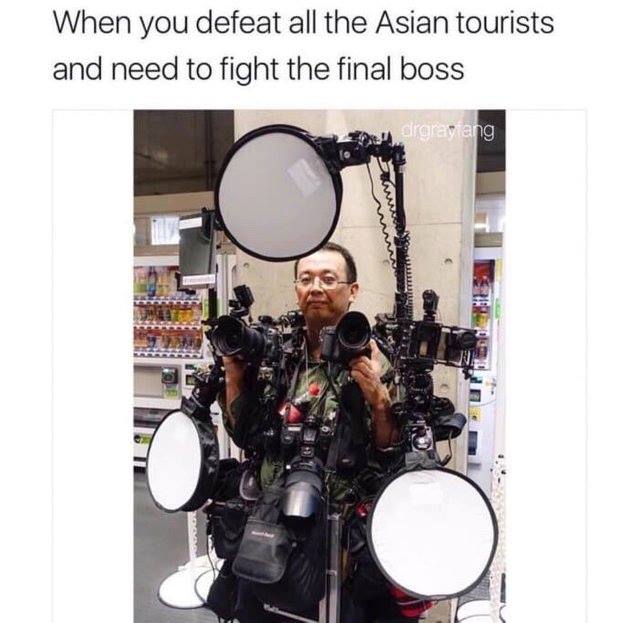 When you defeat all the Asian tourists
and need to fight the final boss
drgrayfang